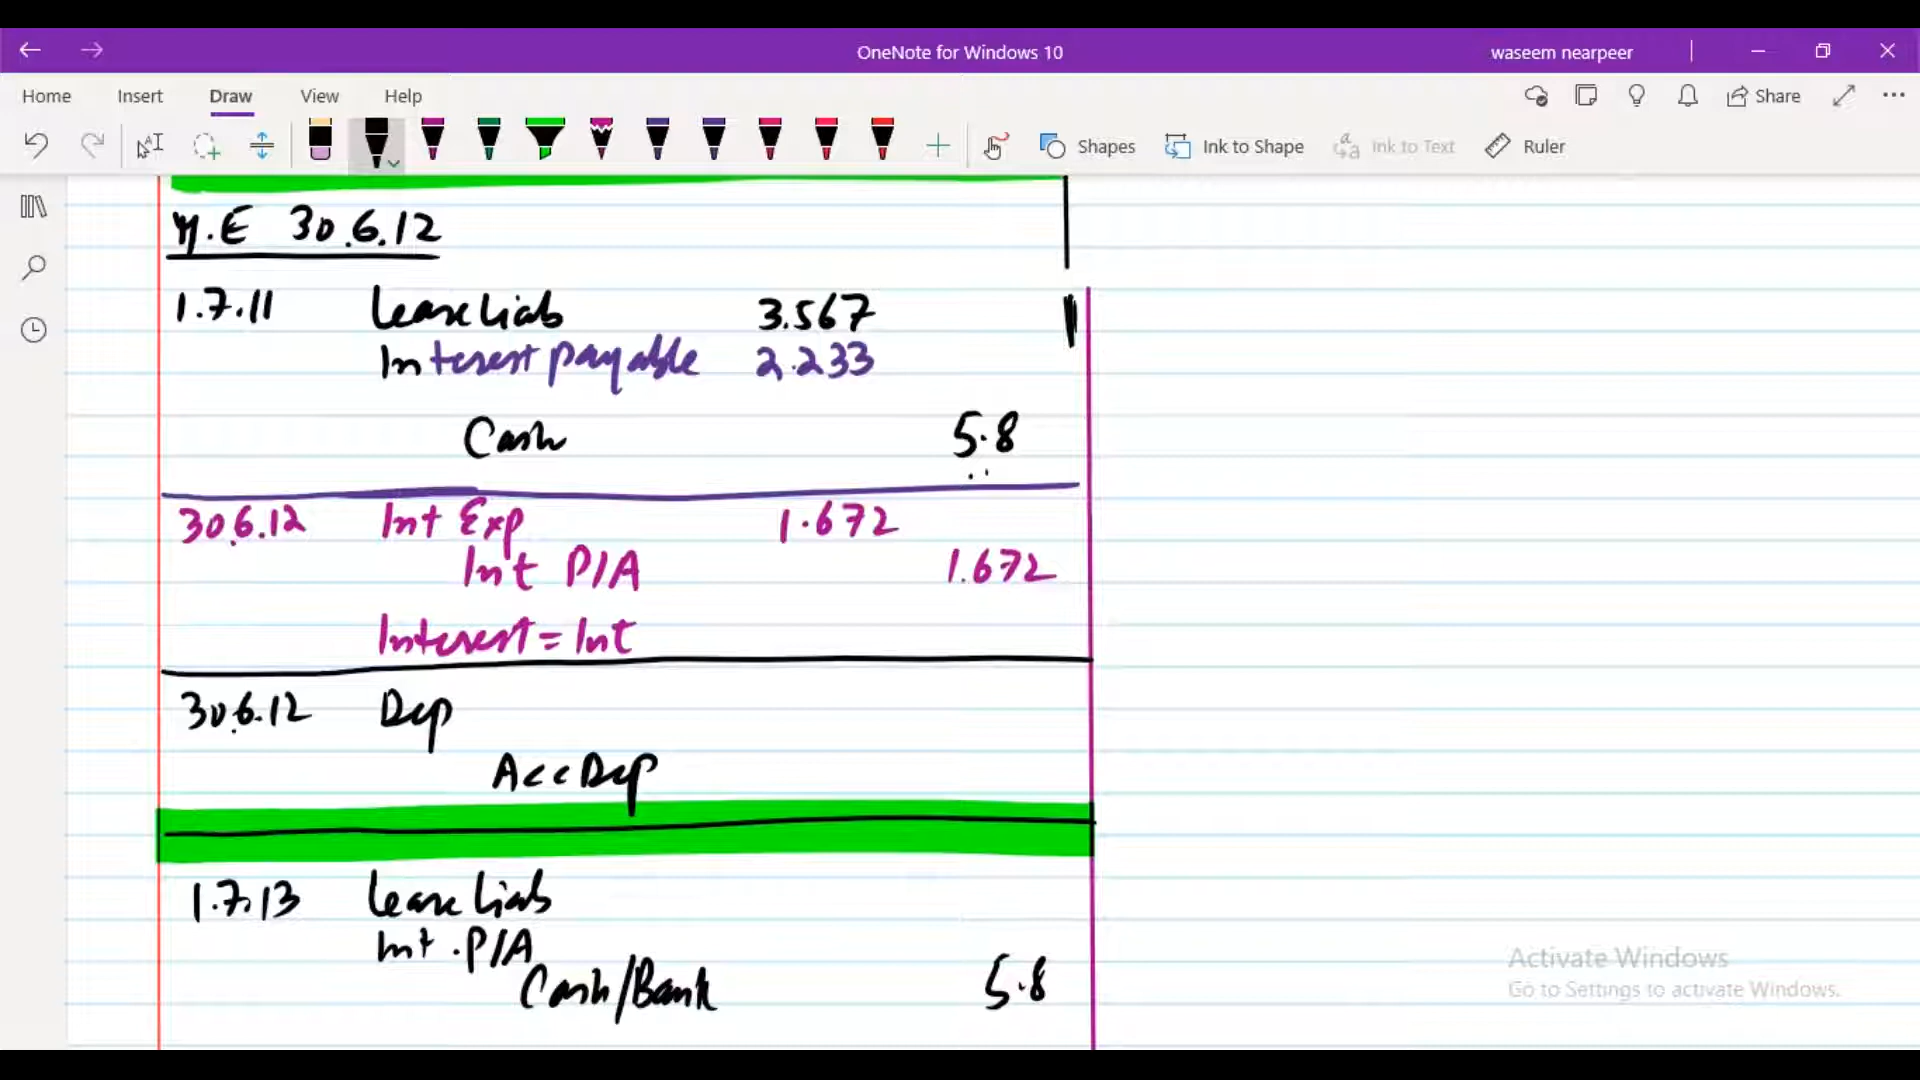 OneNote for Windows 10
waseem nearpeer
Home Insert Draw View Help
Share
Shapes Ink to Shape Ink to Text Ruler
Y.E 30.6.12
1.7.11 Lease Liab 3.567
Interest payable 2.233
Cash 5.8
30.6.12 Int Exp 1.672
Int P/A 1.672
Interest = Int
30.6.12 Dep
Acc Dep
1.7.13 Lease Liab
Int . P/A
Cash/Bank 5.8
Activate Windows
Go to Settings to activate Windows.